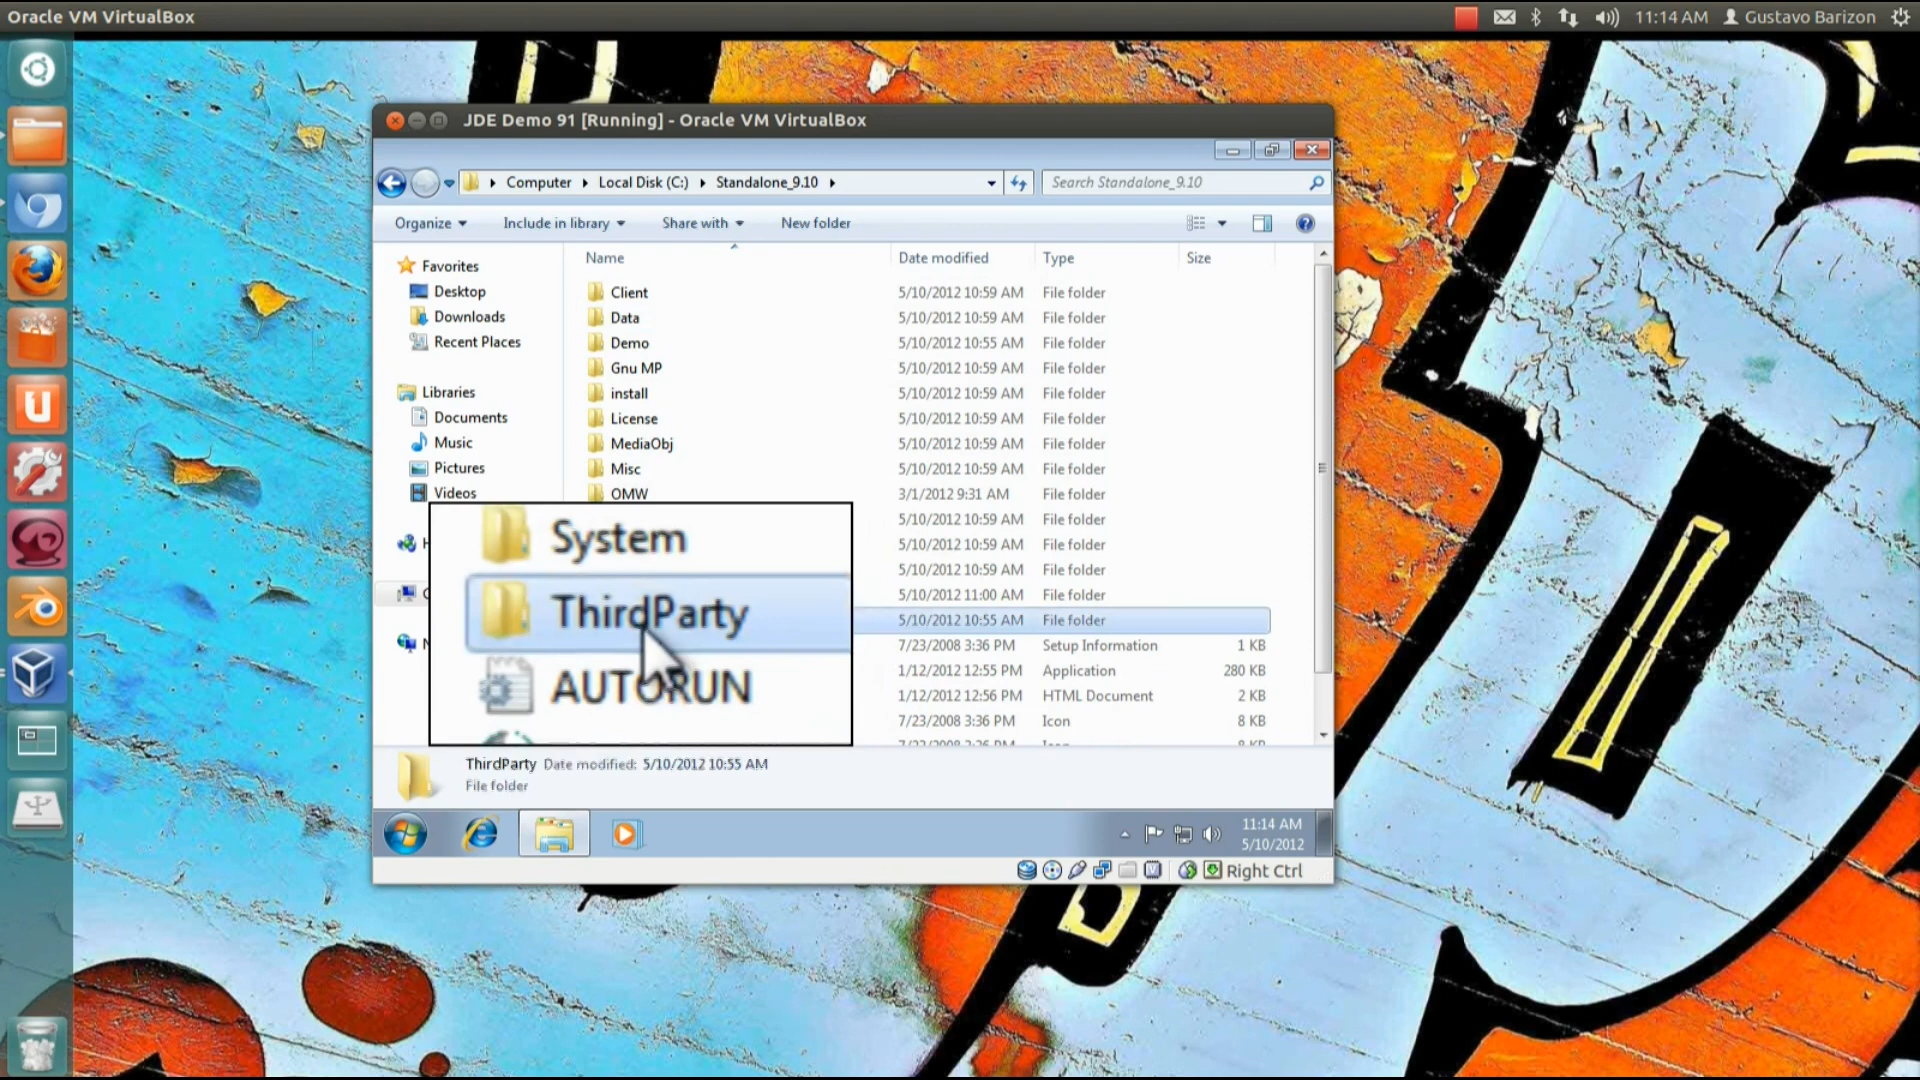 Oracle VM VirtualBox
11:14 AM
Gustavo Barizon
JDE Demo 91 [Running] - Oracle VM VirtualBox
Computer
Local Disk (C:)
Standalone_9.10
Search Standalone_9.10
Organize
Include in library
Share with
New folder
Favorites
Desktop
Downloads
Recent Places
Libraries
Documents
Music
Pictures
Videos
Name Date modified Type Size
Client 5/10/2012 10:59 AM File folder
Data 5/10/2012 10:59 AM File folder
Demo 5/10/2012 10:55 AM File folder
Gnu MP 5/10/2012 10:59 AM File folder
install 5/10/2012 10:59 AM File folder
License 5/10/2012 10:59 AM File folder
MediaObj 5/10/2012 10:59 AM File folder
Misc 5/10/2012 10:59 AM File folder
OMW 3/1/2012 9:31 AM File folder
5/10/2012 10:59 AM File folder
5/10/2012 10:59 AM File folder
5/10/2012 10:59 AM File folder
5/10/2012 11:00 AM File folder
5/10/2012 10:55 AM File folder
7/23/2008 3:36 PM Setup Information 1 KB
1/12/2012 12:55 PM Application 280 KB
1/12/2012 12:56 PM HTML Document 2 KB
7/23/2008 3:36 PM Icon 8 KB
System
ThirdParty
AUTORUN
ThirdParty Date modified: 5/10/2012 10:55 AM
File folder
11:14 AM
5/10/2012
Right Ctrl